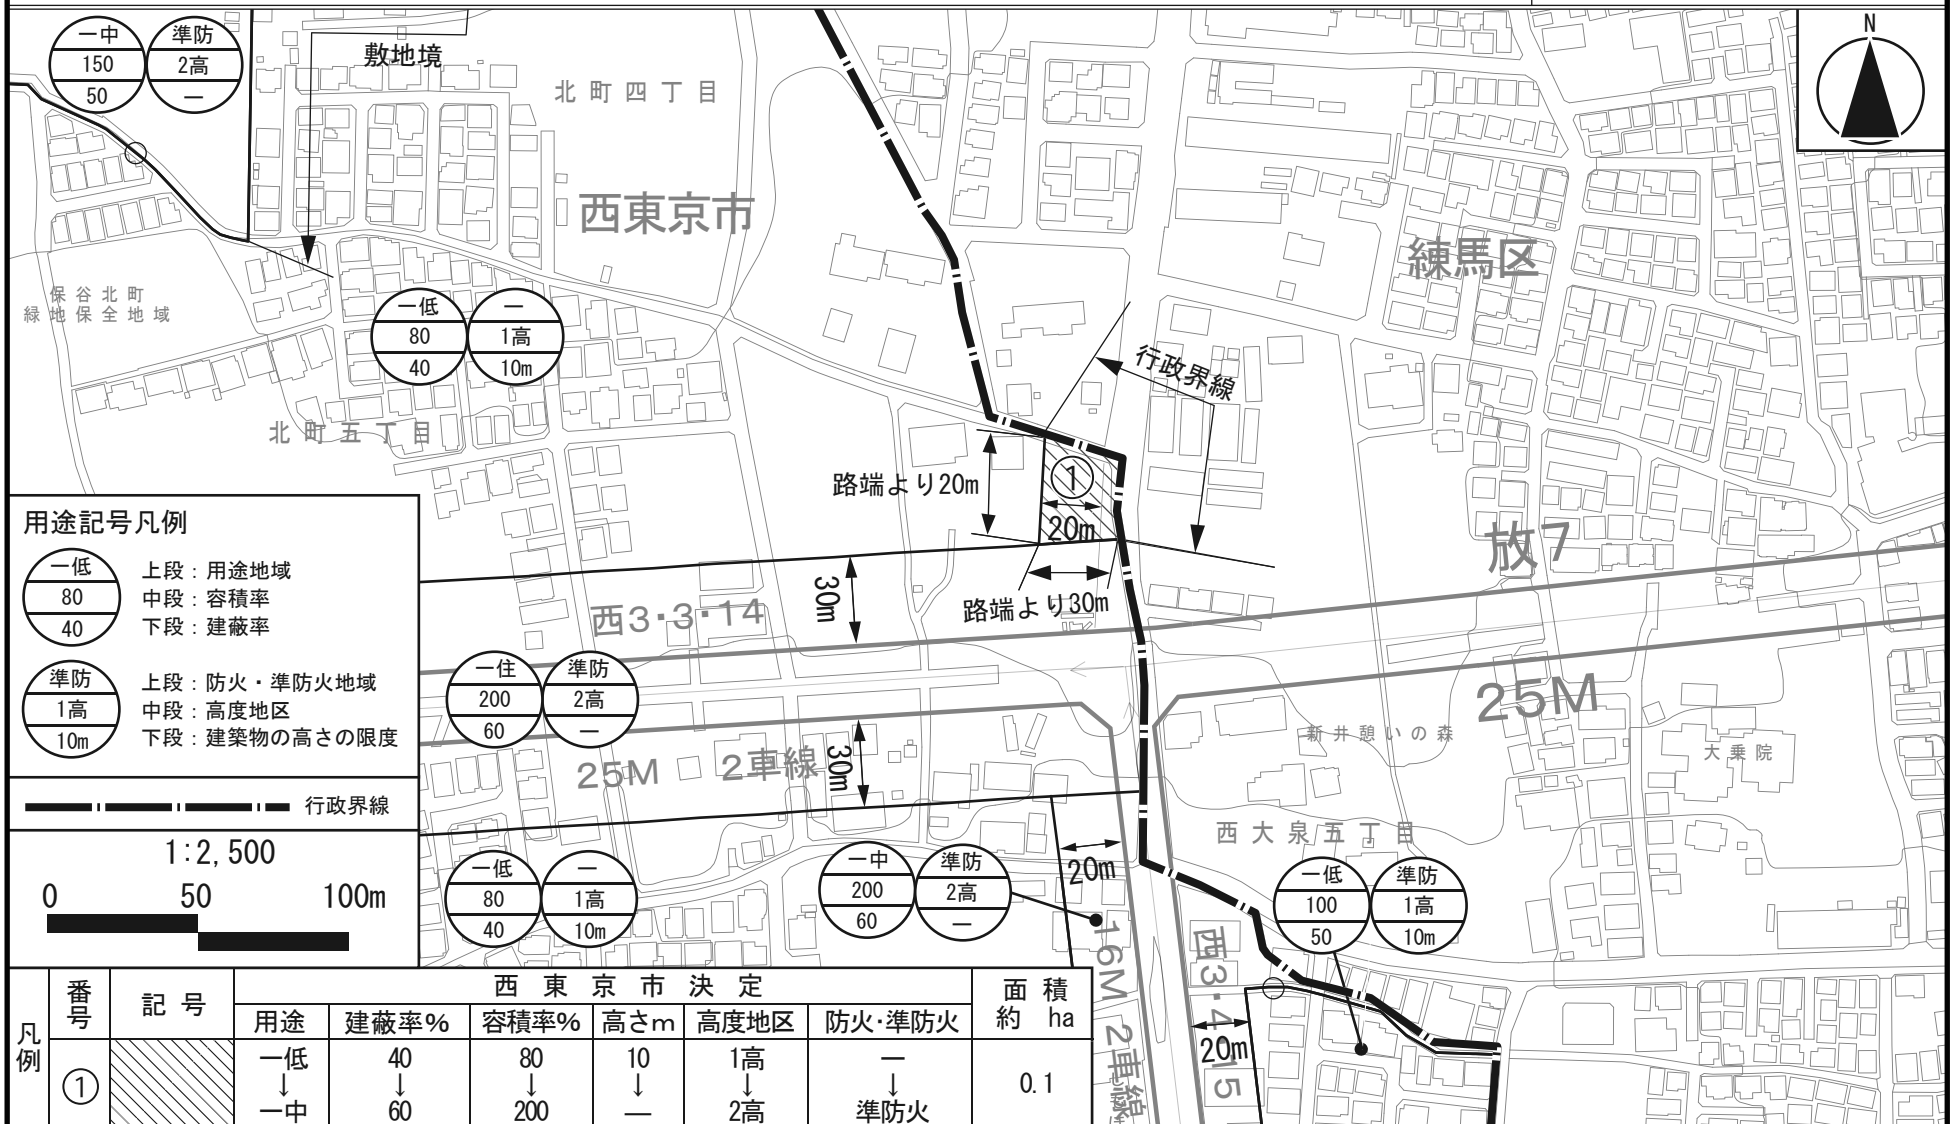 一中
150
50
準防
2高
―
敷地境
北町四丁目
N
西東京市
練馬区
保谷北町
緑地保全地域
一低
80
40
―
1高
10m
行政界線
北町五丁目
路端より20m
①
20m
放7
用途記号凡例
一低
80
40
上段：用途地域
中段：容積率
下段：建蔽率
準防
1高
10m
上段：防火・準防火地域
中段：高度地区
下段：建築物の高さの限度
行政界線
1:2,500
0 50 100m
30m
路端より30m
西3・3・14
一住
200
60
準防
2高
―
25M 2車線
30m
25M
新井憩いの森
大乗院
西大泉五丁目
一低
80
40
―
1高
10m
一中
200
60
準防
2高
―
20m
一低
100
50
準防
1高
10m
16M 2車線
西3・4・15
20m
凡例
番号
記号
西東京市決定
面積
約 ha
用途 建蔽率% 容積率% 高さm 高度地区 防火・準防火
①
一低 40 80 10 1高 ―
↓ ↓ ↓ ↓ ↓ ↓
一中 60 200 ― 2高 準防火
0.1